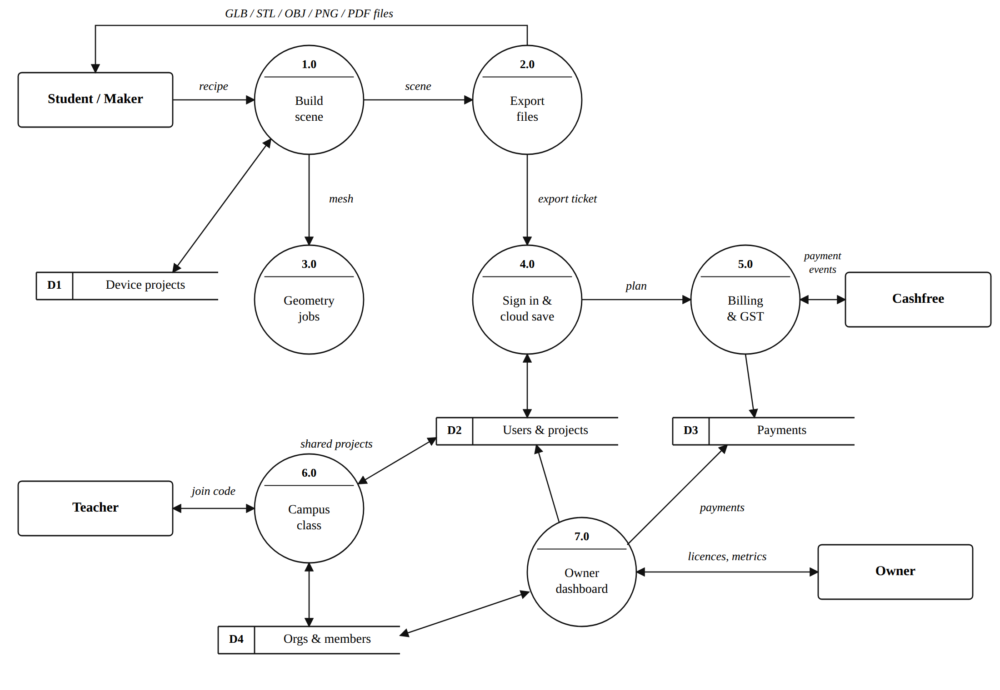 GLB / STL / OBJ / PNG / PDF files
1.0
2.0
Student / Maker
recipe
Build
scene
scene
Export
files
mesh
export ticket
D1
Device projects
3.0
Geometry
jobs
4.0
Sign in &
cloud save
plan
5.0
Billing
& GST
payment
events
Cashfree
D2
Users & projects
D3
Payments
shared projects
6.0
Teacher
join code
Campus
class
payments
7.0
Owner
dashboard
licences, metrics
Owner
D4
Orgs & members